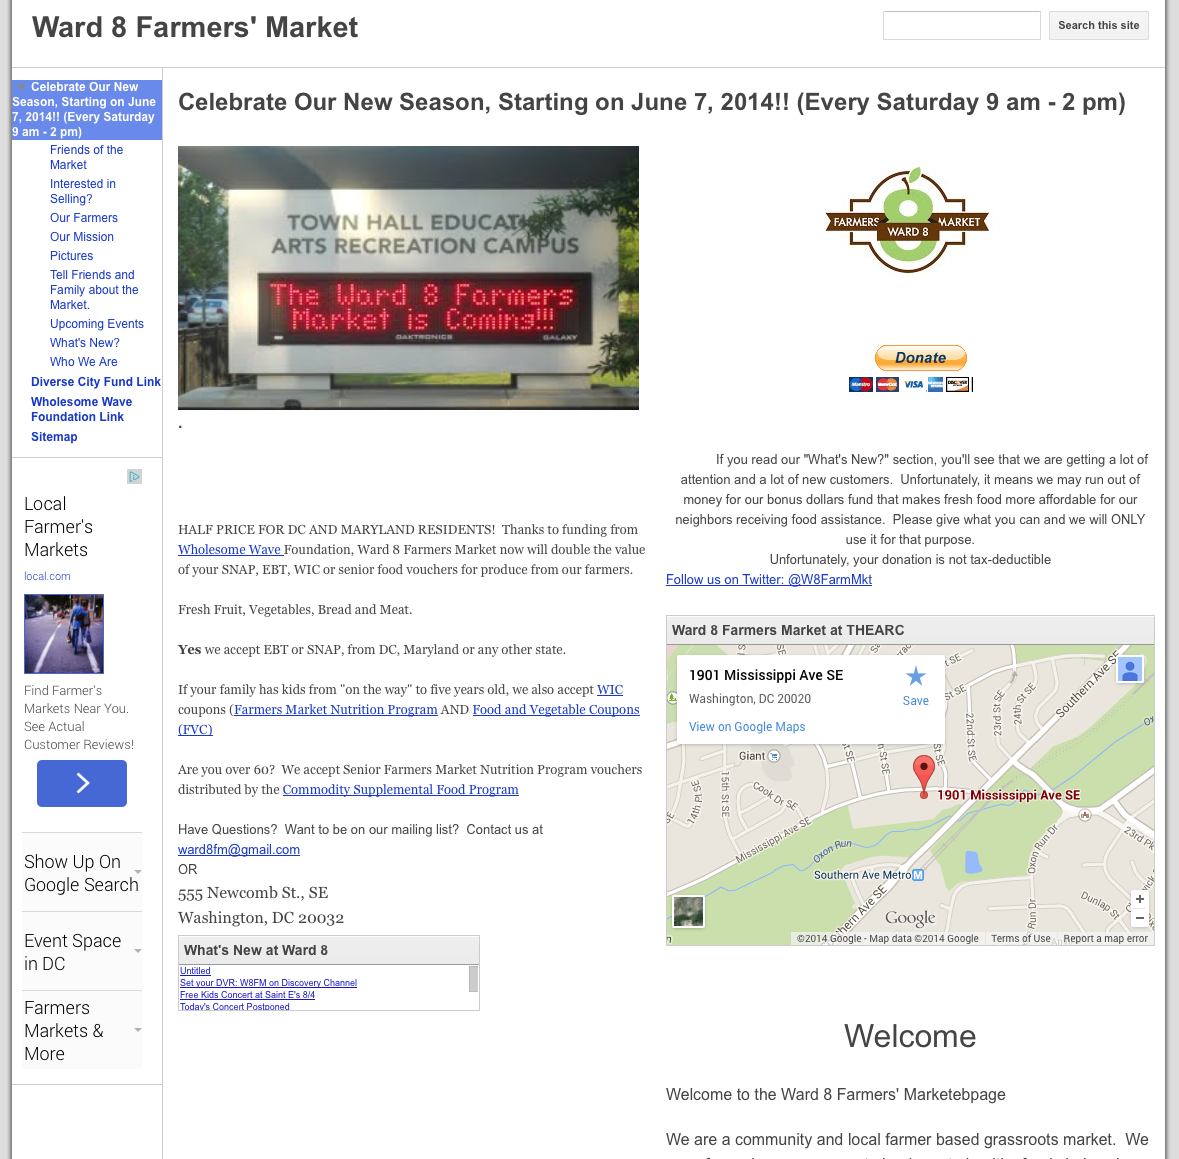 Ward 8 Farmers' Market
Search this site
Celebrate Our New
Season, Starting on June
7, 2014!! (Every Saturday
9 am - 2 pm)
Friends of the
Market
Interested in
Selling?
Our Farmers
Our Mission
Pictures
Tell Friends and
Family about the
Market.
Upcoming Events
What's New?
Who We Are
Diverse City Fund Link
Wholesome Wave
Foundation Link
Sitemap
Local
Farmer's
Markets
local.com
Find Farmer's
Markets Near You.
See Actual
Customer Reviews!
Show Up On
Google Search
Event Space
in DC
Farmers
Markets &
More
Celebrate Our New Season, Starting on June 7, 2014!! (Every Saturday 9 am - 2 pm)
TOWN HALL EDUCAT
ARTS RECREATION CAMPUS
The Ward 8 Farmers
Market is Coming!!!
DAKTRONICS GALAXY
.
HALF PRICE FOR DC AND MARYLAND RESIDENTS!  Thanks to funding from
Wholesome Wave Foundation, Ward 8 Farmers Market now will double the value
of your SNAP, EBT, WIC or senior food vouchers for produce from our farmers.
Fresh Fruit, Vegetables, Bread and Meat.
Yes we accept EBT or SNAP, from DC, Maryland or any other state.
If your family has kids from "on the way" to five years old, we also accept WIC
coupons (Farmers Market Nutrition Program AND Food and Vegetable Coupons
(FVC)
Are you over 60?  We accept Senior Farmers Market Nutrition Program vouchers
distributed by the Commodity Supplemental Food Program
Have Questions?  Want to be on our mailing list?  Contact us at
ward8fm@gmail.com
OR
555 Newcomb St., SE
Washington, DC 20032
What's New at Ward 8
Untitled
Set your DVR: W8FM on Discovery Channel
Free Kids Concert at Saint E's 8/4
Today's Concert Postponed
FARMERS MARKET
WARD 8
Donate
Maestro MasterCard VISA DISCOVER
If you read our "What's New?" section, you'll see that we are getting a lot of
attention and a lot of new customers.  Unfortunately, it means we may run out of
money for our bonus dollars fund that makes fresh food more affordable for our
neighbors receiving food assistance.  Please give what you can and we will ONLY
use it for that purpose.
Unfortunately, your donation is not tax-deductible
Follow us on Twitter: @W8FarmMkt
Ward 8 Farmers Market at THEARC
1901 Mississippi Ave SE
Washington, DC 20020
Save
View on Google Maps
Southern Ave SE
22nd St SE
23rd St SE
24th St SE
Giant
15th St SE
14th Pl SE
Cook Dr SE
1901 Mississippi Ave SE
Mississippi Ave SE
Oxon Run
Southern Ave Metro M
Southern Ave SE
Oxon Run Dr
23rd Pk
Dunlap St
Run Dr
+
−
Google
©2014 Google - Map data ©2014 Google Terms of Use Report a map error
Welcome
Welcome to the Ward 8 Farmers' Marketebpage
We are a community and local farmer based grassroots market.  We